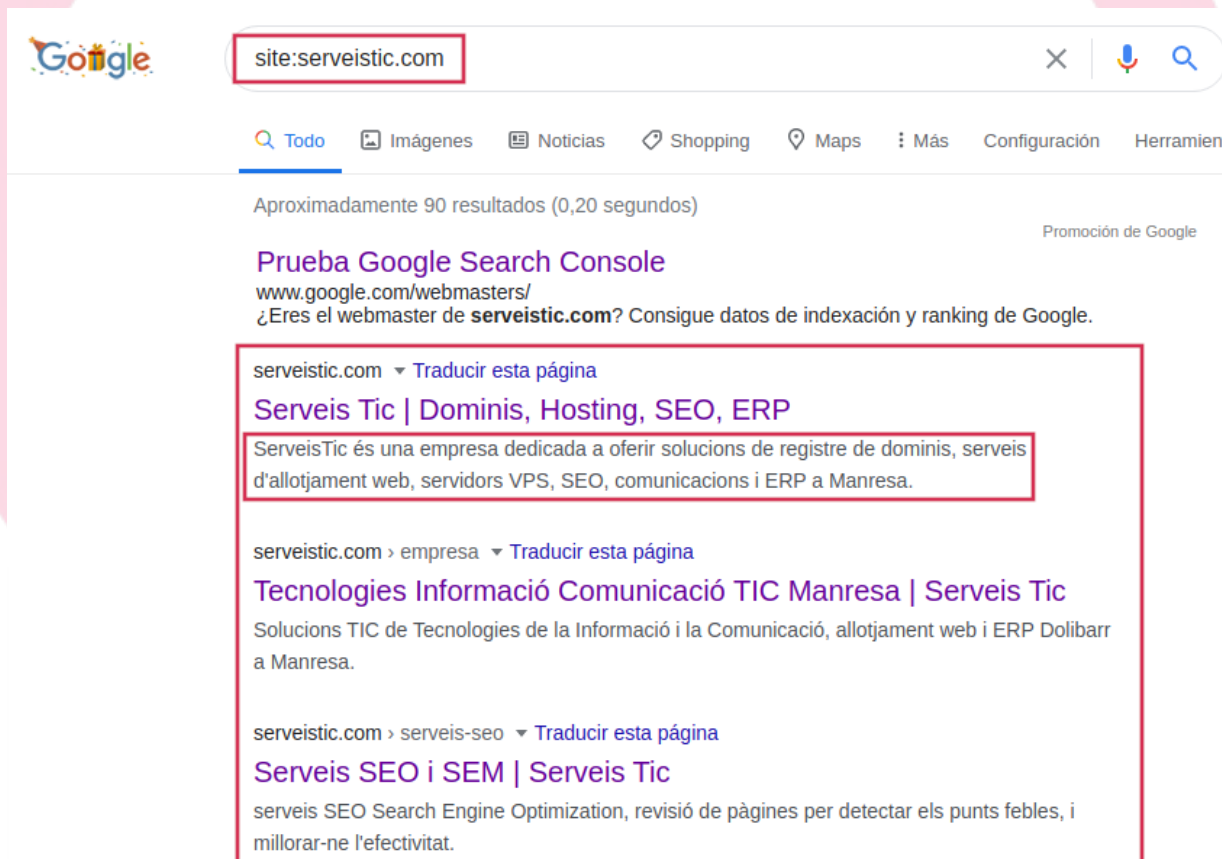 Google
site:serveistic.com
Todo Imágenes Noticias Shopping Maps Más Configuración Herramien
Aproximadamente 90 resultados (0,20 segundos)
Promoción de Google
Prueba Google Search Console
www.google.com/webmasters/
¿Eres el webmaster de serveistic.com? Consigue datos de indexación y ranking de Google.
serveistic.com Traducir esta página
Serveis Tic | Dominis, Hosting, SEO, ERP
ServeisTic és una empresa dedicada a oferir solucions de registre de dominis, serveis
d'allotjament web, servidors VPS, SEO, comunicacions i ERP a Manresa.
serveistic.com › empresa Traducir esta página
Tecnologies Informació Comunicació TIC Manresa | Serveis Tic
Solucions TIC de Tecnologies de la Informació i la Comunicació, allotjament web i ERP Dolibarr
a Manresa.
serveistic.com › serveis-seo Traducir esta página
Serveis SEO i SEM | Serveis Tic
serveis SEO Search Engine Optimization, revisió de pàgines per detectar els punts febles, i
millorar-ne l'efectivitat.